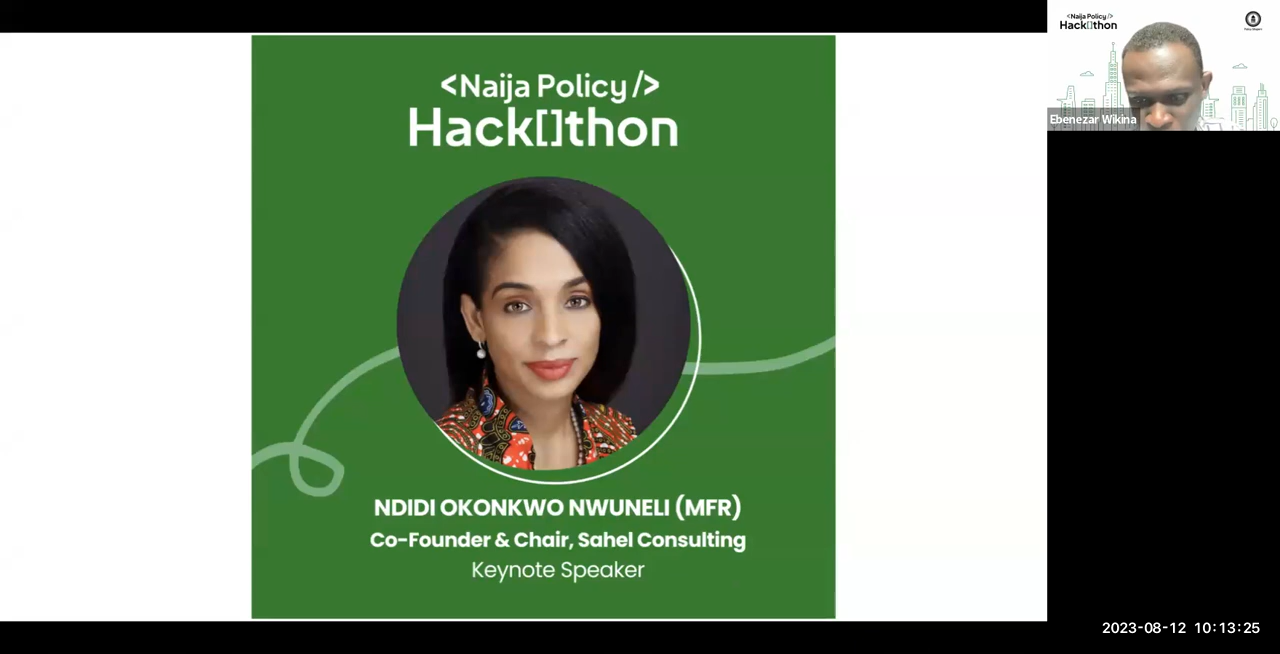 <Naija Policy/>
Hack[]thon
NDIDI OKONKWO NWUNELI (MFR)
Co-Founder & Chair, Sahel Consulting
Keynote Speaker
<Naija Policy/>
Hack[]thon
Ebenezar Wikina
2023-08-12 10:13:25